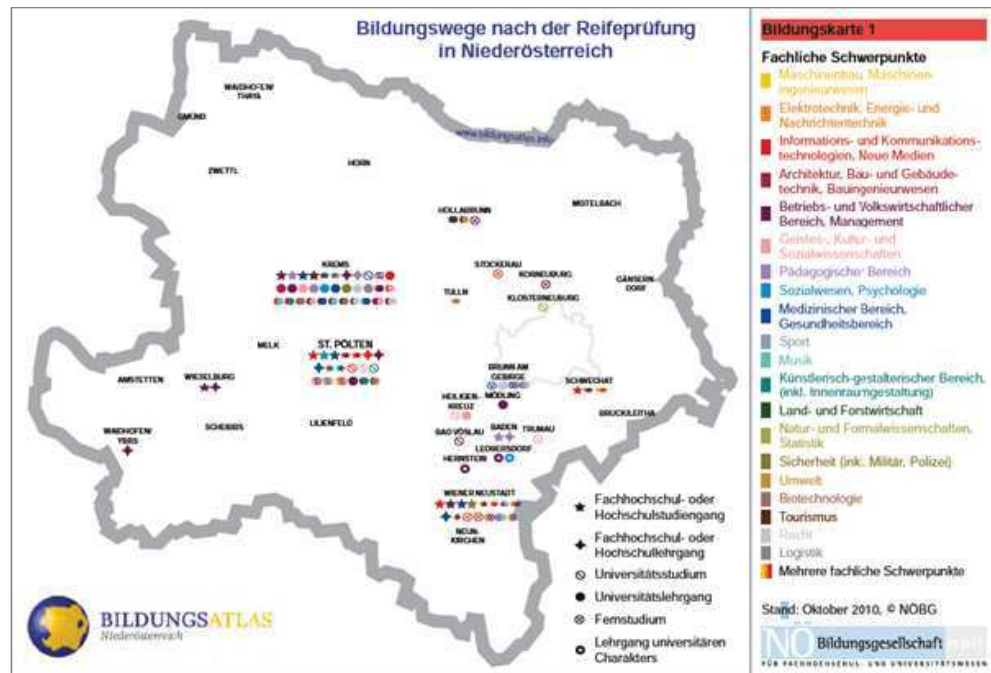 Bildungswege nach der Reifeprüfung
in Niederösterreich
www.bildungsatlas.info
WAIDHOFEN/
THAYA
GMÜND
ZWETTL
HORN
HOLLABRUNN
MISTELBACH
KREMS
STOCKERAU
KORNEUBURG
TULLN
KLOSTERNEUBURG
GÄNSERN-
DORF
ST. PÖLTEN
MELK
AMSTETTEN
WIESELBURG
BRUNN AM
GEBIRGE
SCHWECHAT
HEILIGEN-
KREUZ
MÖDLING
BRUCK/LEITHA
WAIDHOFEN/
YBBS
SCHEIBBS
LILIENFELD
BAD VÖSLAU
BADEN
TRUMAU
LEOBERSDORF
HERNSTEIN
WIENER NEUSTADT
NEUN-
KIRCHEN
Fachhochschul- oder
Hochschulstudiengang
Fachhochschul- oder
Hochschullehrgang
Universitätsstudium
Universitätslehrgang
Fernstudium
Lehrgang universitären
Charakters
BILDUNGSATLAS
Niederösterreich
Bildungskarte 1
Fachliche Schwerpunkte
Maschinenbau, Maschinen-
ingenieurwesen
Elektrotechnik, Energie- und
Nachrichtentechnik
Informations- und Kommunikations-
technologien, Neue Medien
Architektur, Bau- und Gebäude-
technik, Bauingenieurwesen
Betriebs- und Volkswirtschaftlicher
Bereich, Management
Geistes-, Kultur- und
Sozialwissenschaften
Pädagogischer Bereich
Sozialwesen, Psychologie
Medizinischer Bereich,
Gesundheitsbereich
Sport
Musik
Künstlerisch-gestalterischer Bereich,
(inkl. Innenraumgestaltung)
Land- und Forstwirtschaft
Natur- und Formalwissenschaften,
Statistik
Sicherheit (inkl. Militär, Polizei)
Umwelt
Biotechnologie
Tourismus
Recht
Logistik
Mehrere fachliche Schwerpunkte
Stand: Oktober 2010, © NÖBG
NÖ Bildungsgesellschaft
FÜR FACHHOCHSCHUL- UND UNIVERSITÄTSWESEN